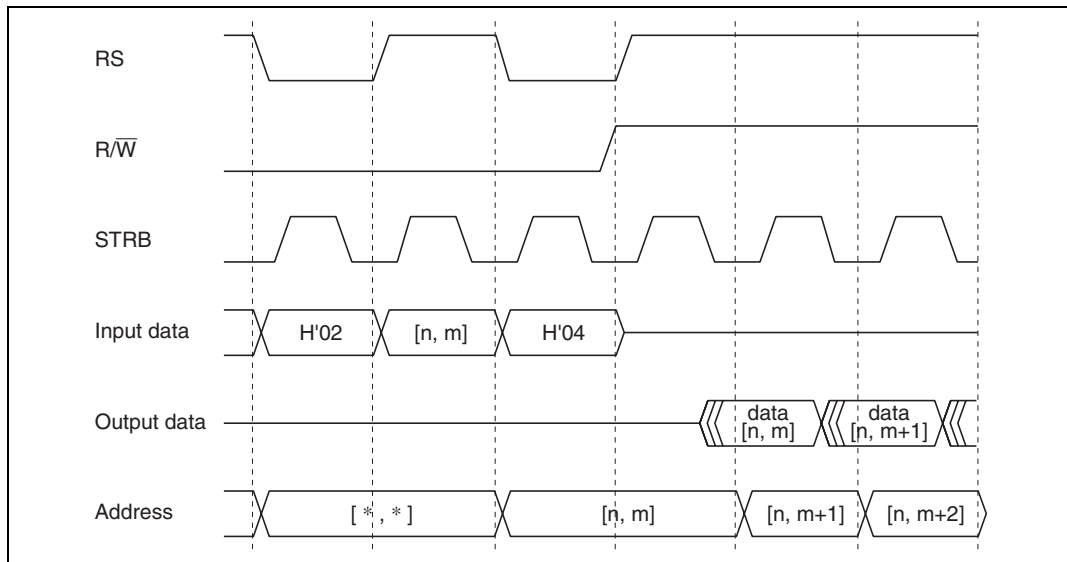 RS
R/W̅
STRB
Input data H'02 [n, m] H'04
Output data data [n, m] data [n, m+1]
Address [ * , * ] [n, m] [n, m+1] [n, m+2]